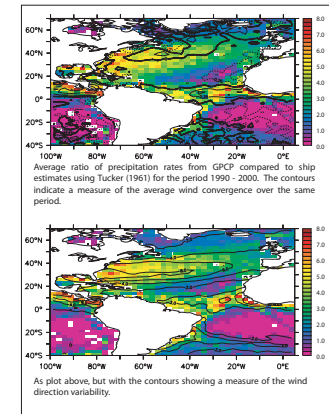 60°N
40°N
20°N
0°
20°S
40°S
100°W 80°W 60°W 40°W 20°W 0°E
8.0
7.0
6.0
5.0
4.0
3.0
2.0
1.0
0.0
Average ratio of precipitation rates from GPCP compared to ship
estimates using Tucker (1961) for the period 1990 - 2000. The contours
indicate a measure of the average wind convergence over the same
period.
60°N
40°N
20°N
0°
20°S
40°S
100°W 80°W 60°W 40°W 20°W 0°E
8.0
7.0
6.0
5.0
4.0
3.0
2.0
1.0
0.0
As plot above, but with the contours showing a measure of the wind
direction variability.